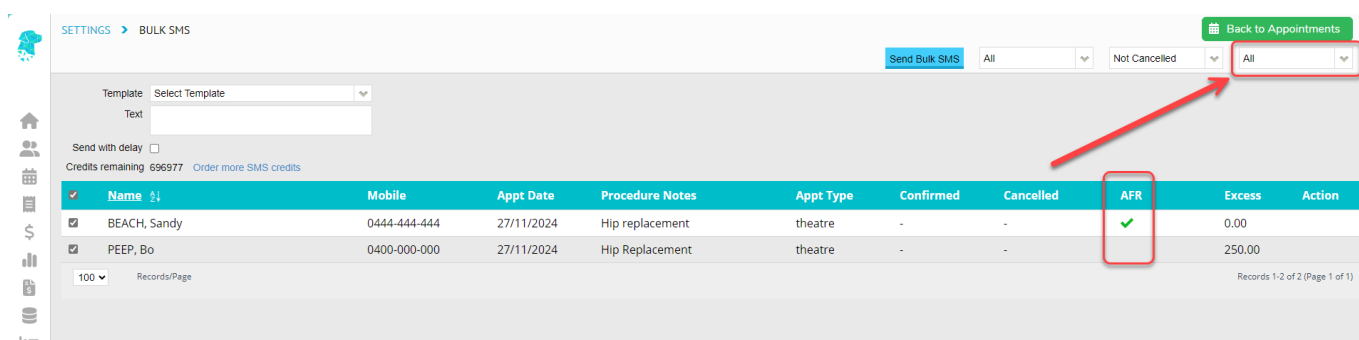 SETTINGS > BULK SMS
Back to Appointments
Send Bulk SMS All Not Cancelled All
Template Select Template
Text
Send with delay
Credits remaining 696977 Order more SMS credits
Name Mobile Appt Date Procedure Notes Appt Type Confirmed Cancelled AFR Excess Action
BEACH, Sandy 0444-444-444 27/11/2024 Hip replacement theatre - - ✔ 0.00
PEEP, Bo 0400-000-000 27/11/2024 Hip Replacement theatre - - 250.00
100 Records/Page Records 1-2 of 2 (Page 1 of 1)